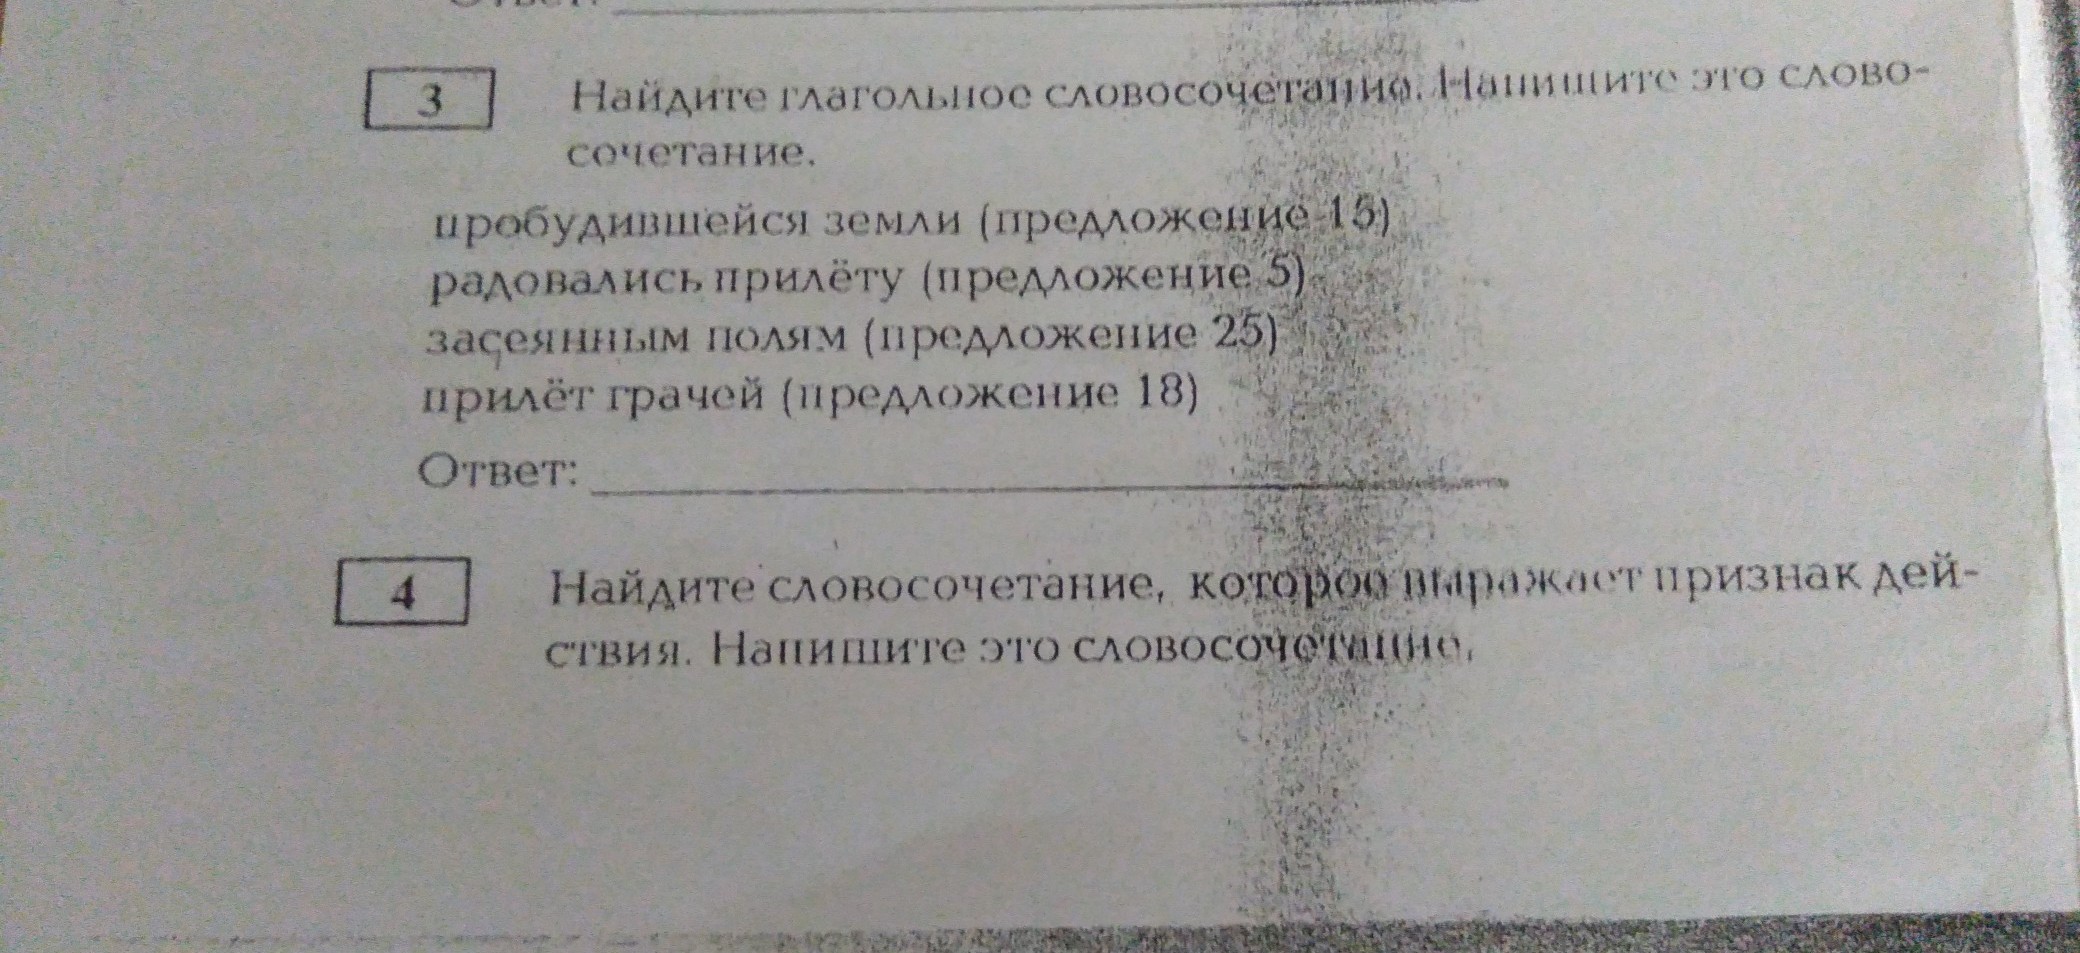 Ответ:
3 Найдите глагольное словосочетание. Напишите это слово-
сочетание.
пробудившейся земли (предложение 15)
радовались прилёту (предложение 5)
засеянным полям (предложение 25)
прилёт грачей (предложение 18)
Ответ:
4 Найдите словосочетание, которое выражает признак дей-
ствия. Напишите это словосочетание.